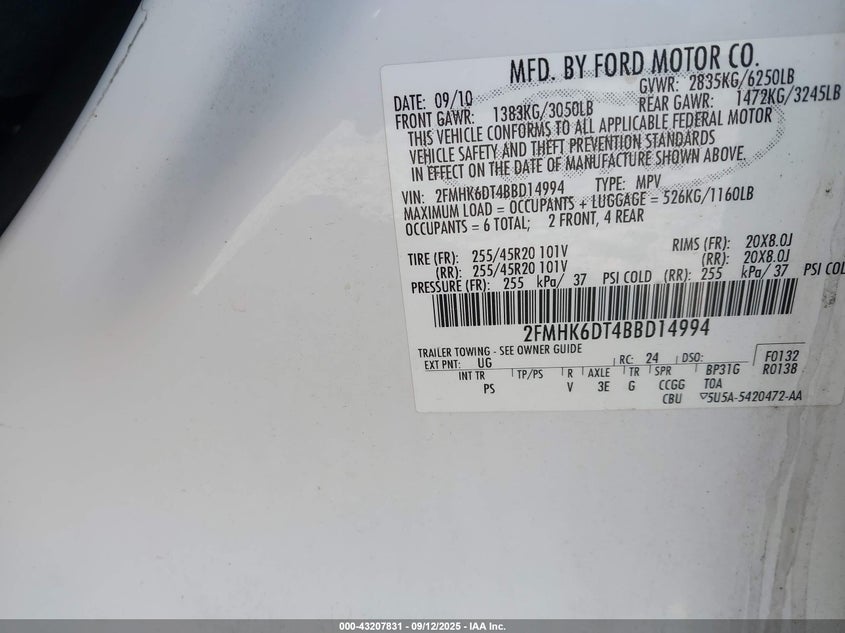 MFD. BY FORD MOTOR CO.
DATE: 09/10 GVWR: 2835KG/6250LB
FRONT GAWR: 1383KG/3050LB REAR GAWR: 1472KG/3245LB
THIS VEHICLE CONFORMS TO ALL APPLICABLE FEDERAL MOTOR
VEHICLE SAFETY AND THEFT PREVENTION STANDARDS
IN EFFECT ON THE DATE OF MANUFACTURE SHOWN ABOVE.
VIN: 2FMHK6DT4BBD14994 TYPE: MPV
MAXIMUM LOAD = OCCUPANTS + LUGGAGE = 526KG/1160LB
OCCUPANTS = 6 TOTAL; 2 FRONT, 4 REAR
TIRE (FR): 255/45R20 101V RIMS (FR): 20X8.0J
(RR): 255/45R20 101V (RR): 20X8.0J
PRESSURE (FR): 255 kPa/ 37 PSI COLD (RR): 255 kPa/ 37 PSI COLD
2FMHK6DT4BBD14994
TRAILER TOWING - SEE OWNER GUIDE
EXT PNT: UG RC: 24 DSO: F0132
INT TR TP/PS R AXLE TR SPR BP31G R0138
PS V 3E G CCGG TOA
CBU ▽5U5A-5420472-AA
000-43207831 - 09/12/2025 - IAA Inc.